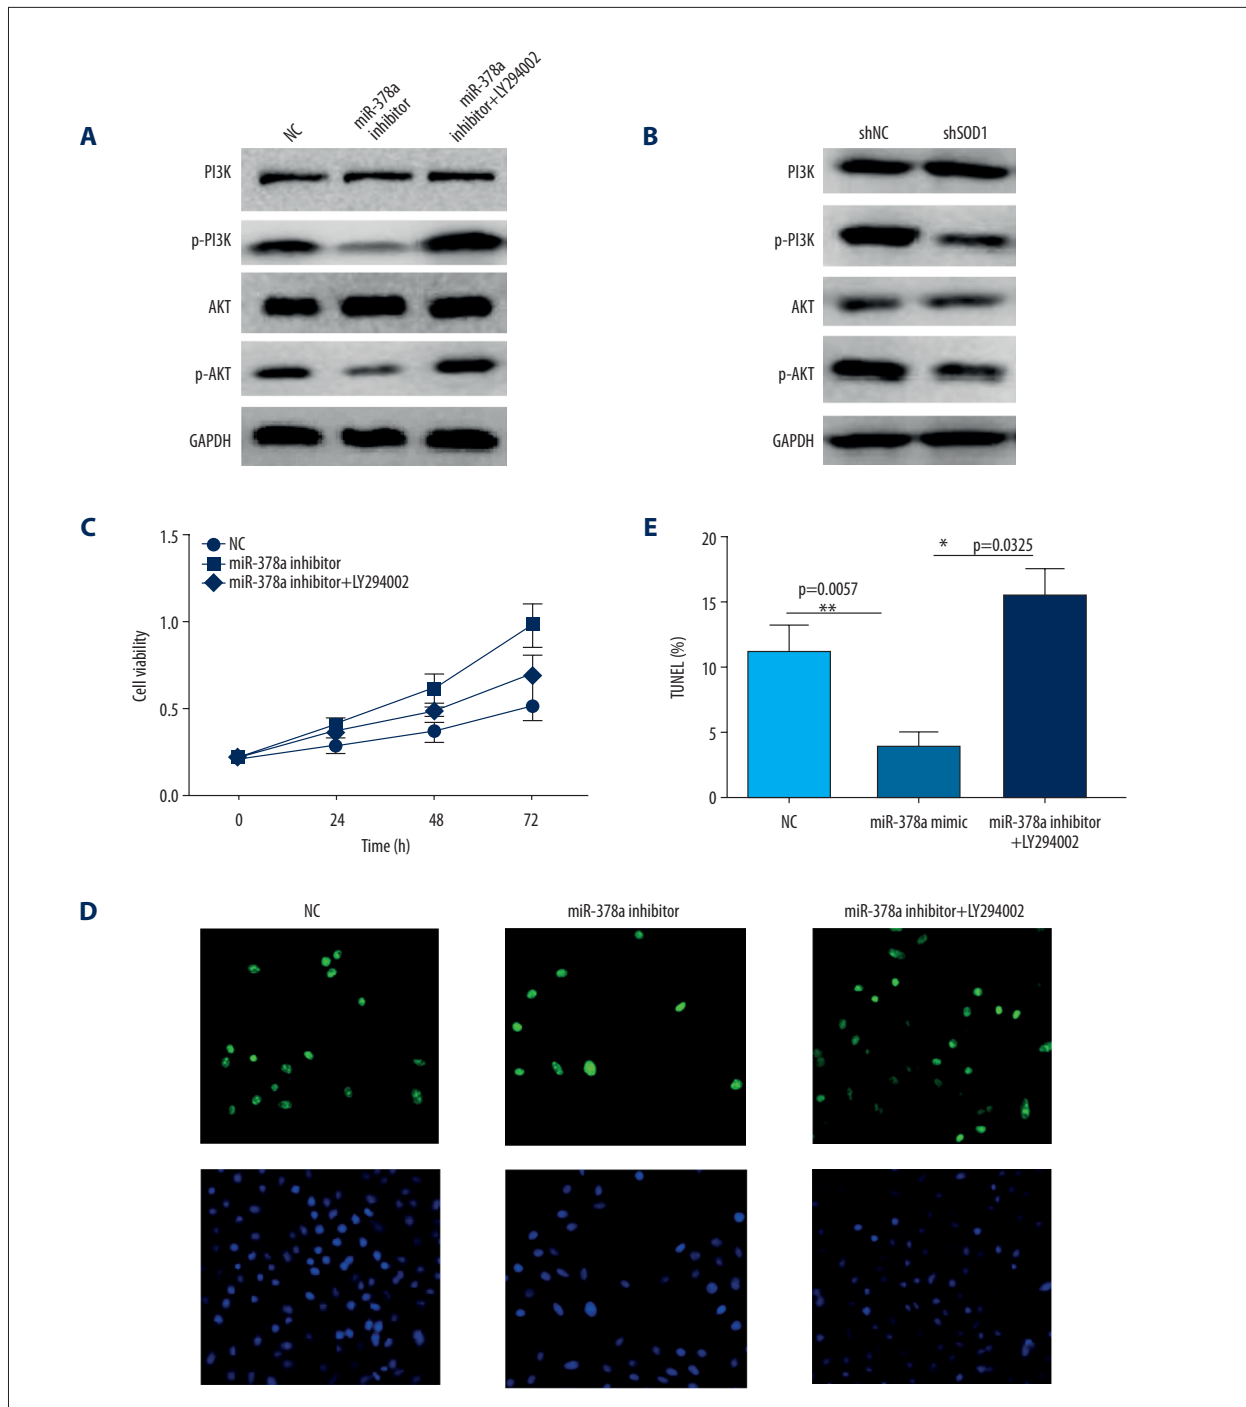 A
NC
miR-378a
inhibitor
miR-378a
inhibitor+LY294002
PI3K
p-PI3K
AKT
p-AKT
GAPDH
B
shNC
shSOD1
PI3K
p-PI3K
AKT
p-AKT
GAPDH
C
1.5
1.0
0.5
0.0
Cell viability
NC
miR-378a inhibitor
miR-378a inhibitor+LY294002
0
24
48
72
Time (h)
E
20
15
10
5
0
TUNEL (%)
p=0.0057
**
* p=0.0325
NC
miR-378a mimic
miR-378a inhibitor
+LY294002
D
NC
miR-378a inhibitor
miR-378a inhibitor+LY294002